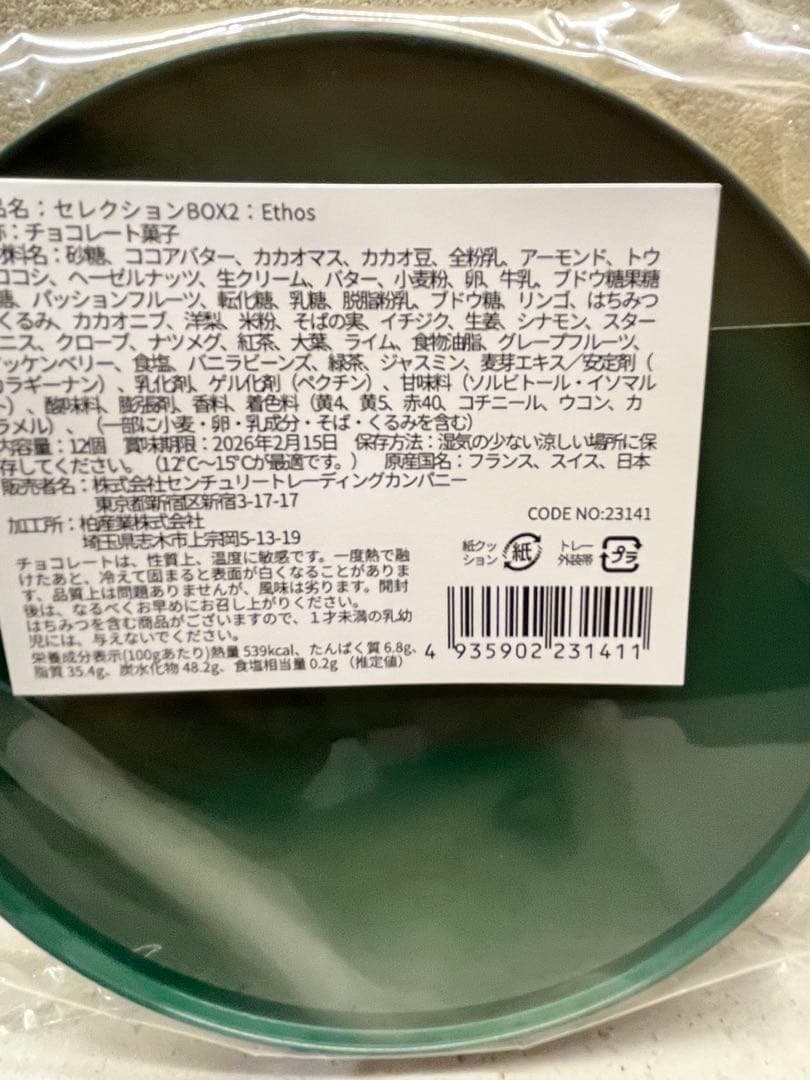 品名：セレクションBOX2：Ethos
称：チョコレート菓子
材料名：砂糖、ココアバター、カカオマス、カカオ豆、全粉乳、アーモンド、トウ
ロコシ、ヘーゼルナッツ、生クリーム、バター、小麦粉、卵、牛乳、ブドウ糖果糖
糖、パッションフルーツ、転化糖、乳糖、脱脂粉乳、ブドウ糖、リンゴ、はちみつ
くるみ、カカオニブ、洋梨、米粉、そばの実、イチジク、生姜、シナモン、スター
ニス、クローブ、ナツメグ、紅茶、大葉、ライム、食物油脂、グレープフルーツ、
ッケンベリー、食塩、バニラビーンズ、緑茶、ジャスミン、麦芽エキス／安定剤（
カラギーナン）、乳化剤、ゲル化剤（ペクチン）、甘味料（ソルビトール・イソマル
ト）、酸味料、膨張剤、香料、着色料（黄4、黄5、赤40、コチニール、ウコン、カ
ラメル）、（一部に小麦・卵・乳成分・そば・くるみを含む）
内容量：12個 賞味期限：2026年2月15日 保存方法：湿気の少ない涼しい場所に保
存してください。（12℃～15℃が最適です。） 原産国名：フランス、スイス、日本
販売者名：株式会社センチュリートレーディングカンパニー
東京都新宿区新宿3-17-17
加工所：柏産業株式会社
埼玉県志木市上宗岡5-13-19
CODE NO:23141
紙クッ
ション
紙
トレー
外装帯
プラ
チョコレートは、性質上、温度に敏感です。一度熱で融
けたあと、冷えて固まると表面が白くなることがありま
す、品質上は問題ありませんが、風味は劣ります。開封
後は、なるべくお早めにお召し上がりください。
はちみつを含む商品がございますので、１才未満の乳幼
児には、与えないでください。
栄養成分表示(100gあたり)熱量 539kcal、たんぱく質 6.8g、
脂質 35.4g、炭水化物 48.2g、食塩相当量 0.2g （推定値）
4 935902 231411